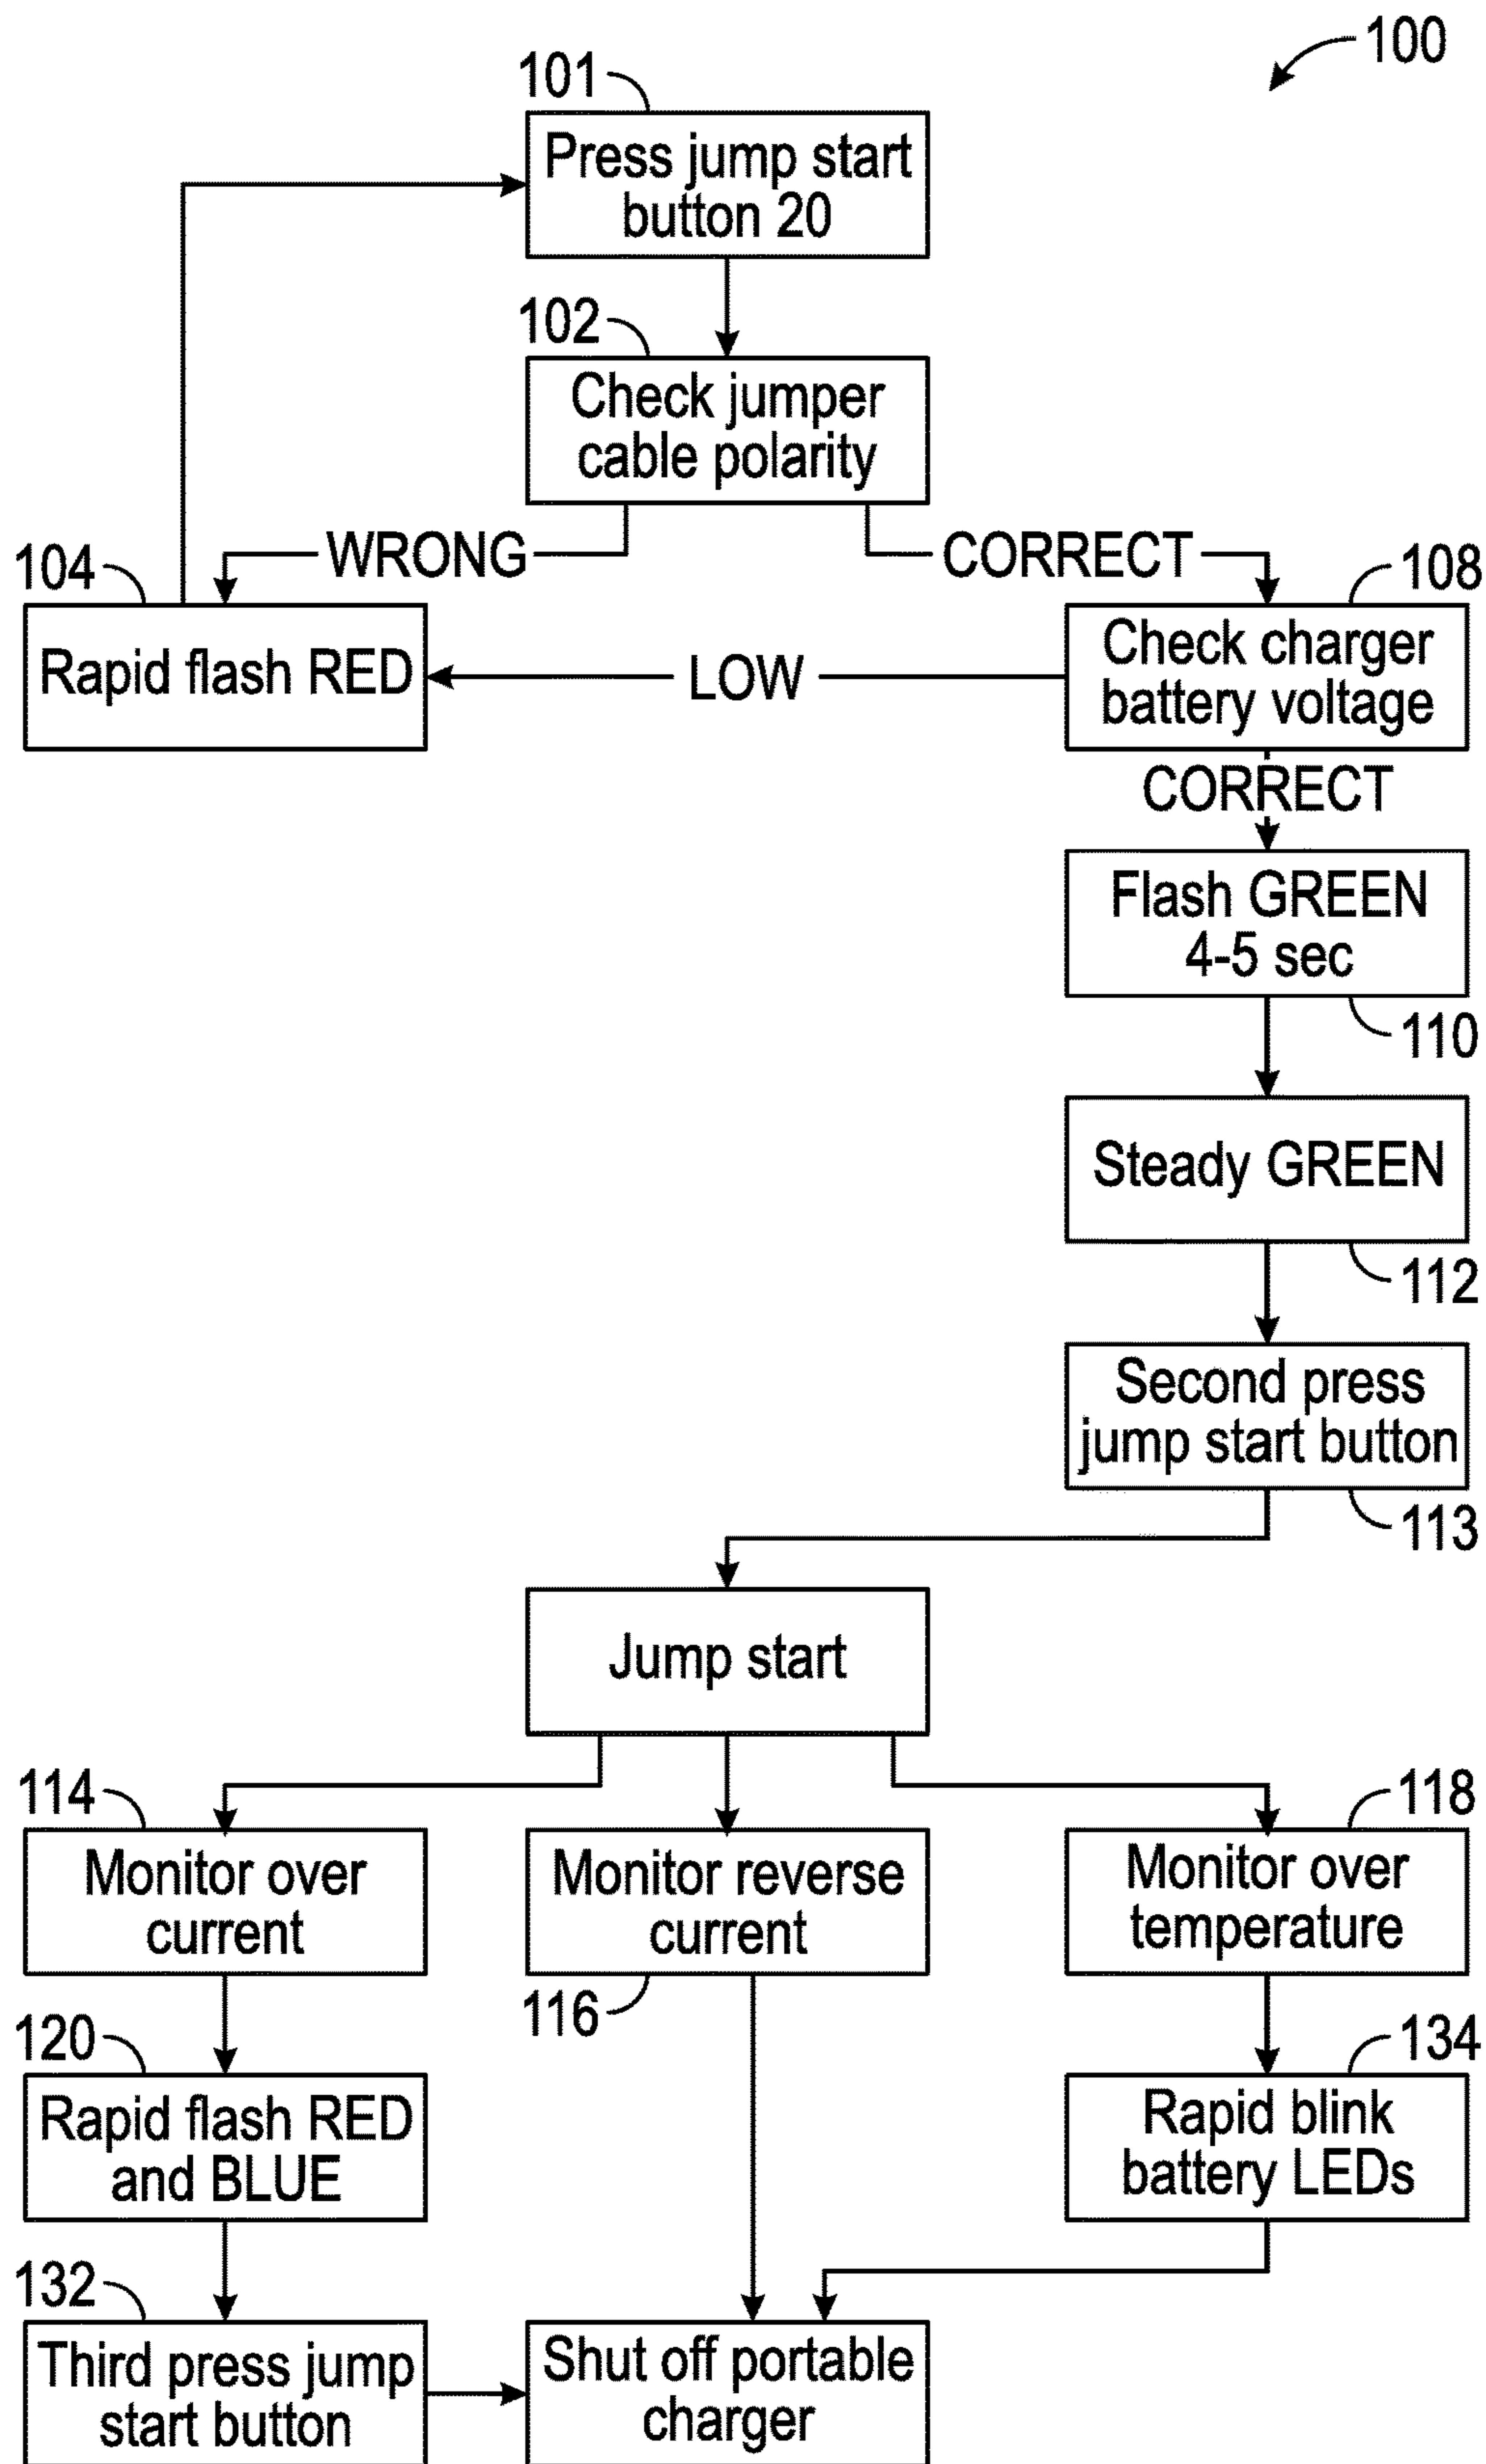 100
101
Press jump start
button 20
102
Check jumper
cable polarity
WRONG
CORRECT
104
Rapid flash RED
LOW
108
Check charger
battery voltage
CORRECT
Flash GREEN
4-5 sec
110
Steady GREEN
112
Second press
jump start button
113
Jump start
114
Monitor over
current
Monitor reverse
current
116
118
Monitor over
temperature
120
Rapid flash RED
and BLUE
134
Rapid blink
battery LEDs
132
Third press jump
start button
Shut off portable
charger